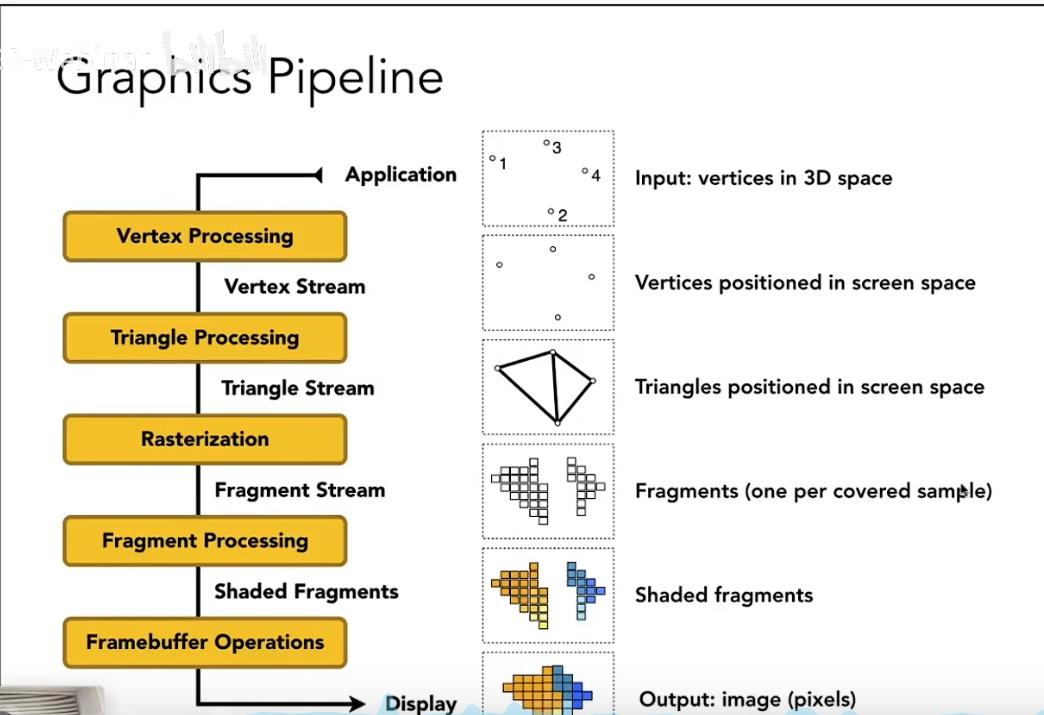 Graphics Pipeline
Application
Vertex Processing
Vertex Stream
Triangle Processing
Triangle Stream
Rasterization
Fragment Stream
Fragment Processing
Shaded Fragments
Framebuffer Operations
Display
1
3
4
2
Input: vertices in 3D space
Vertices positioned in screen space
Triangles positioned in screen space
Fragments (one per covered sample)
Shaded fragments
Output: image (pixels)